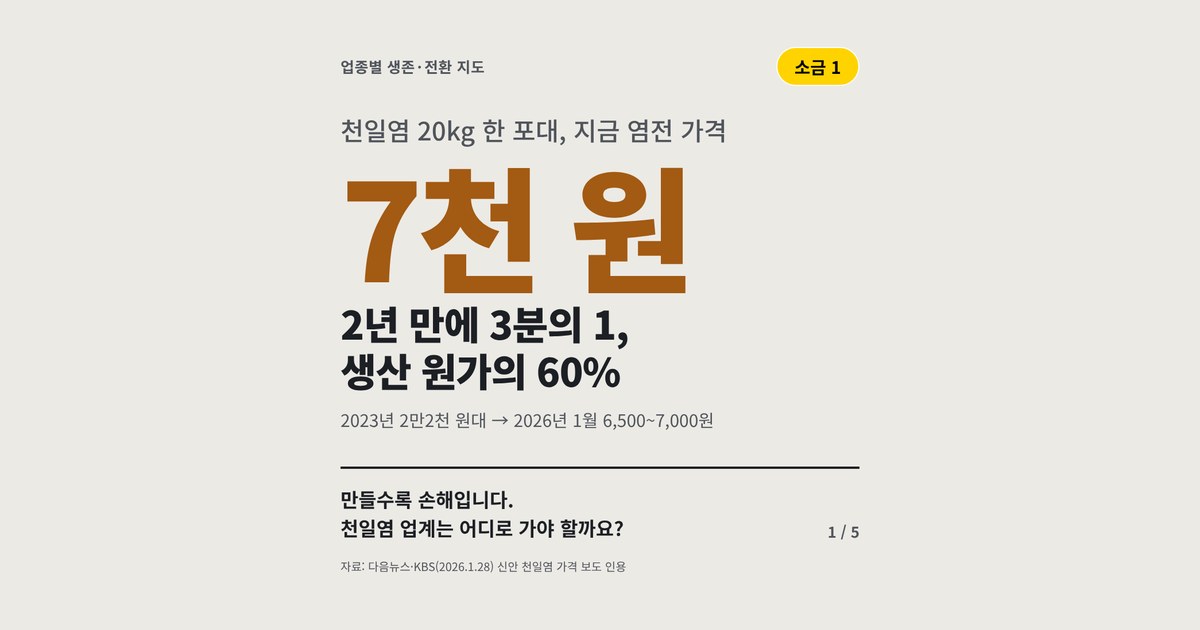 업종별 생존·전환 지도
소금 1
천일염 20kg 한 포대, 지금 염전 가격
7천 원
2년 만에 3분의 1,
생산 원가의 60%
2023년 2만2천 원대 → 2026년 1월 6,500~7,000원
만들수록 손해입니다.
천일염 업계는 어디로 가야 할까요?
1 / 5
자료: 다음뉴스·KBS(2026.1.28) 신안 천일염 가격 보도 인용